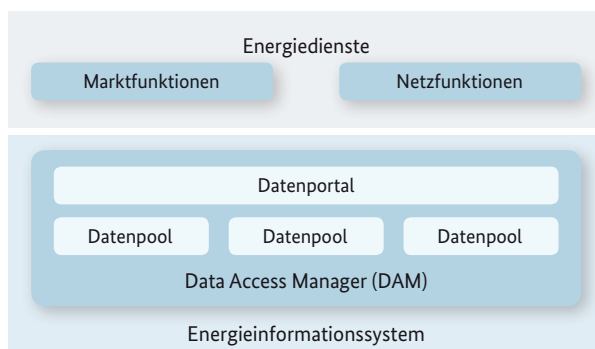 Energiedienste
Marktfunktionen
Netzfunktionen
Datenportal
Datenpool
Datenpool
Datenpool
Data Access Manager (DAM)
Energieinformationssystem